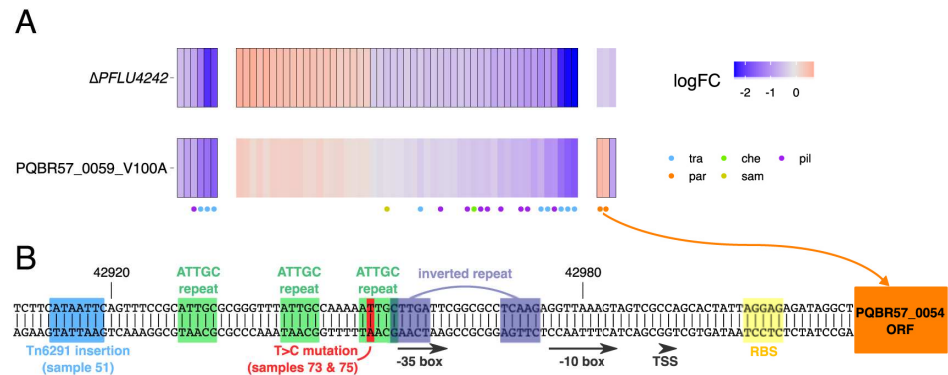 A
ΔPFLU4242
PQBR57_0059_V100A
logFC
-2 -1 0
tra che pil
par sam
B
42920 ATTGC ATTGC ATTGC 42980
repeat repeat repeat inverted repeat
TCTTCATAATTCAGTTTCCGCATTGCGCGGGTTTATTGCCAAAAATTGCTTGATTCGGCGCCTCAAGAGGTTAAAGTAGTCGCCAGCACTATTAGGAGAGATAGGCT
AGAAGTATTAAGTCAAAGGCGTAACGCGCCCAAATAACGGTTTTTAACGAACTAAGCCGCGGAGTTCTCCAATTTCATCAGCGGTCGTGATAATCCTCTCTATCCGA
PQBR57_0054
ORF
Tn6291 insertion
(sample 51)
T>C mutation
(samples 73 & 75)
-35 box
-10 box
TSS
RBS